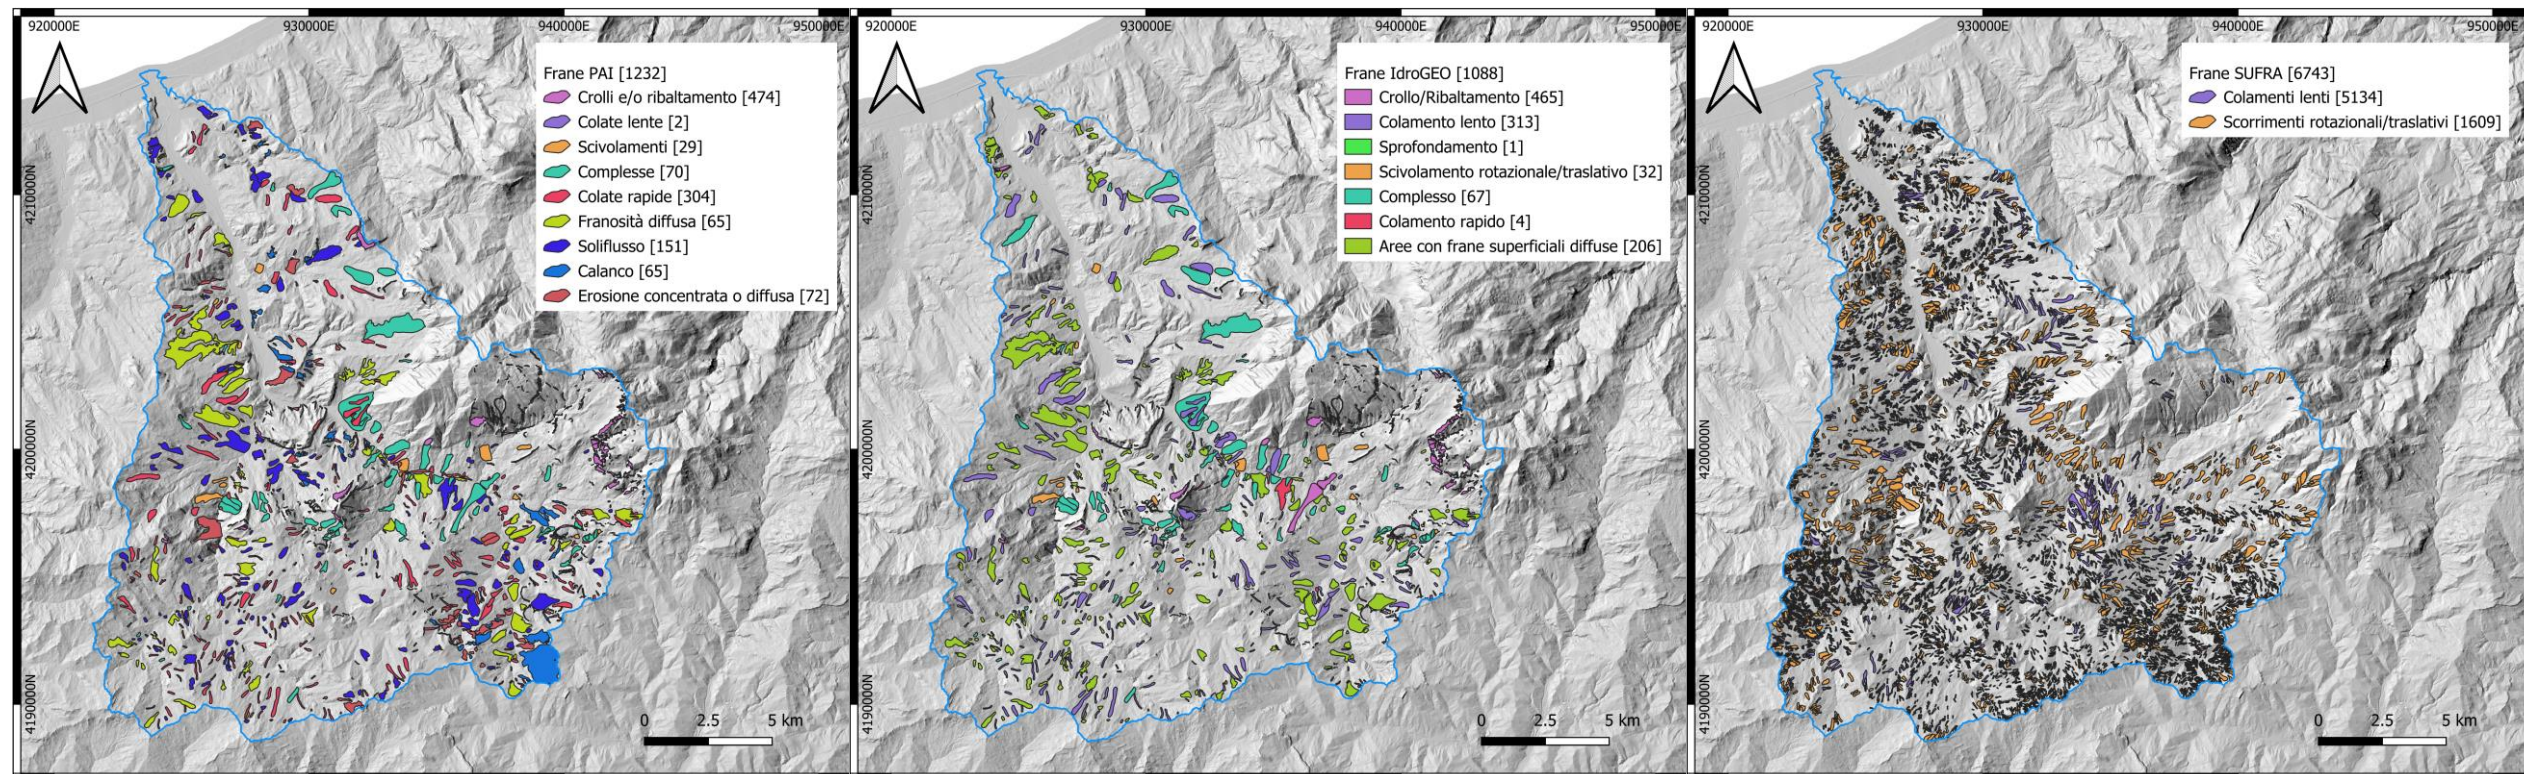 920000E 930000E 940000E 950000E
4210000N
4200000N
4190000N
Frane PAI [1232]
Crolli e/o ribaltamento [474]
Colate lente [2]
Scivolamenti [29]
Complesse [70]
Colate rapide [304]
Franosità diffusa [65]
Soliflusso [151]
Calanco [65]
Erosione concentrata o diffusa [72]
0 2.5 5 km
920000E 930000E 940000E 950000E
4210000N
4200000N
4190000N
Frane IdroGEO [1088]
Crollo/Ribaltamento [465]
Colamento lento [313]
Sprofondamento [1]
Scivolamento rotazionale/traslativo [32]
Complesso [67]
Colamento rapido [4]
Aree con frane superficiali diffuse [206]
0 2.5 5 km
920000E 930000E 940000E 950000E
4210000N
4200000N
4190000N
Frane SUFRA [6743]
Colamenti lenti [5134]
Scorrimenti rotazionali/traslativi [1609]
0 2.5 5 km